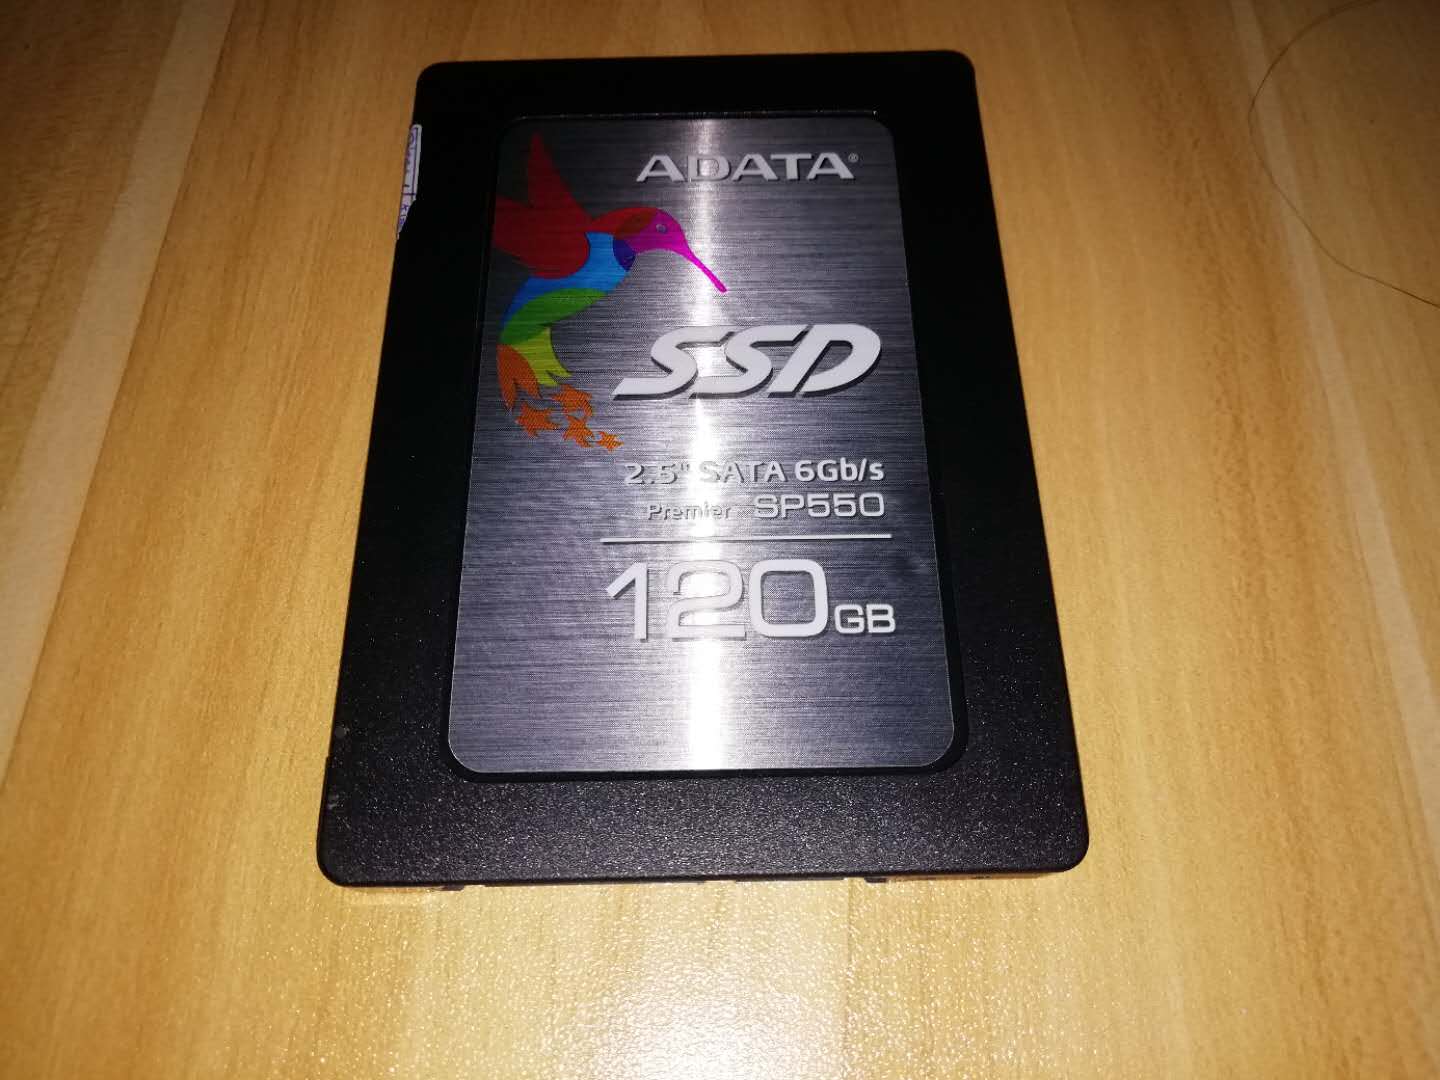 ADATA®
SSD
2.5" SATA 6Gb/s
Premier SP550
120GB